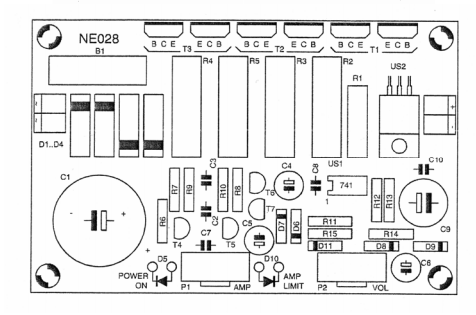 NE028
B C E E C B B C E E C B B C E E C B
T3 T2 T1
B1
R4 R5 R3 R2
US2
R1
~ ~
D1..D4
- +
C1
C3
C4
C8
US1
C10
R7 R9 R10 R8
T6
741
1
R12 R13
T7
R6
C2
C5
D7 D6
R11
- +
C9
T4
C7
T5
R15 R14
D11 D8 D9
+
D5 D10
C6
POWER
ON
P1 AMP
AMP
LIMIT
P2 VOL